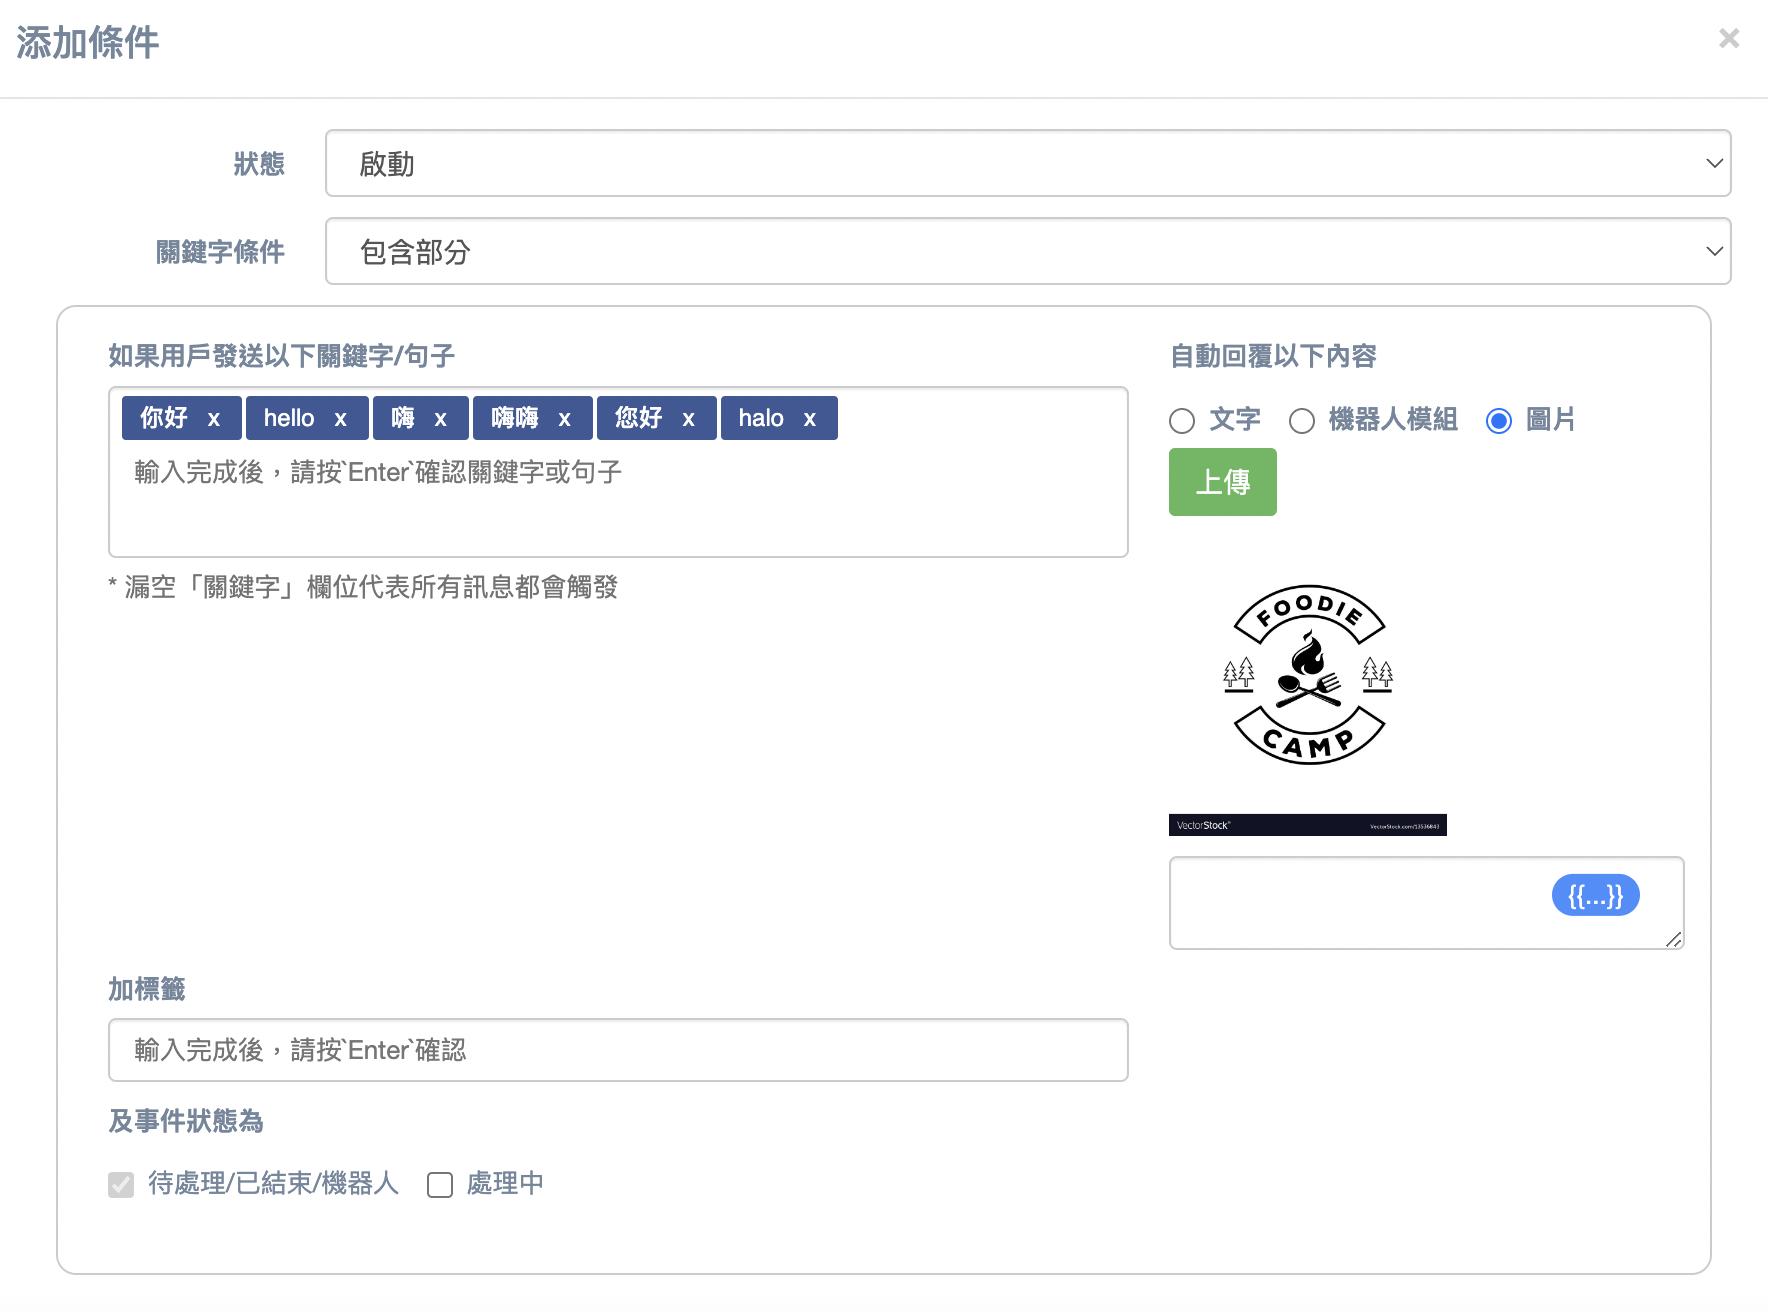 添加條件 ×
狀態 啟動
關鍵字條件 包含部分
如果用戶發送以下關鍵字/句子
你好 x hello x 嗨 x 嗨嗨 x 您好 x halo x
輸入完成後，請按`Enter`確認關鍵字或句子
* 漏空「關鍵字」欄位代表所有訊息都會觸發
自動回覆以下內容
文字 機器人模組 圖片
上傳
FOODIE
CAMP
VectorStock® VectorStock.com/13536843
{{...}}
加標籤
輸入完成後，請按`Enter`確認
及事件狀態為
待處理/已結束/機器人 處理中